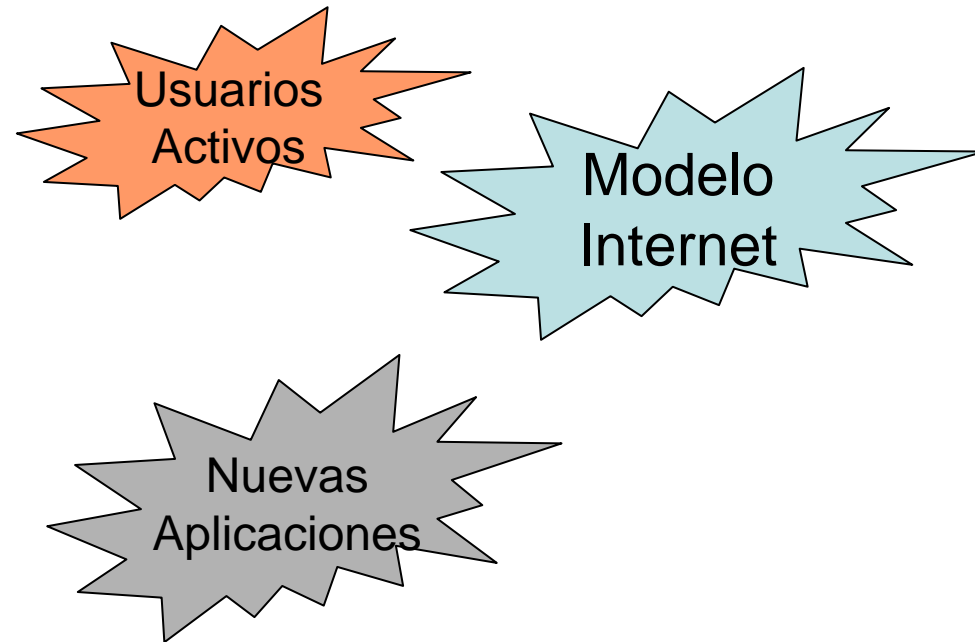 Usuarios
Activos
Modelo
Internet
Nuevas
Aplicaciones